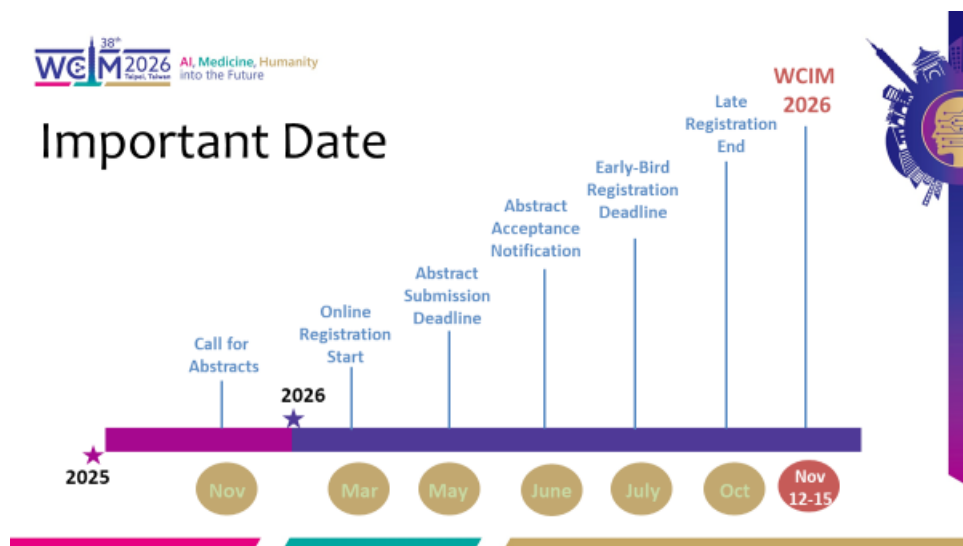 38th
WCIM 2026
Taipei, Taiwan
AI, Medicine, Humanity
into the Future
Important Date
WCIM
2026
Late
Registration
End
Early-Bird
Registration
Deadline
Abstract
Acceptance
Notification
Abstract
Submission
Deadline
Online
Registration
Start
Call for
Abstracts
2026
2025
Nov
Mar
May
June
July
Oct
Nov
12-15